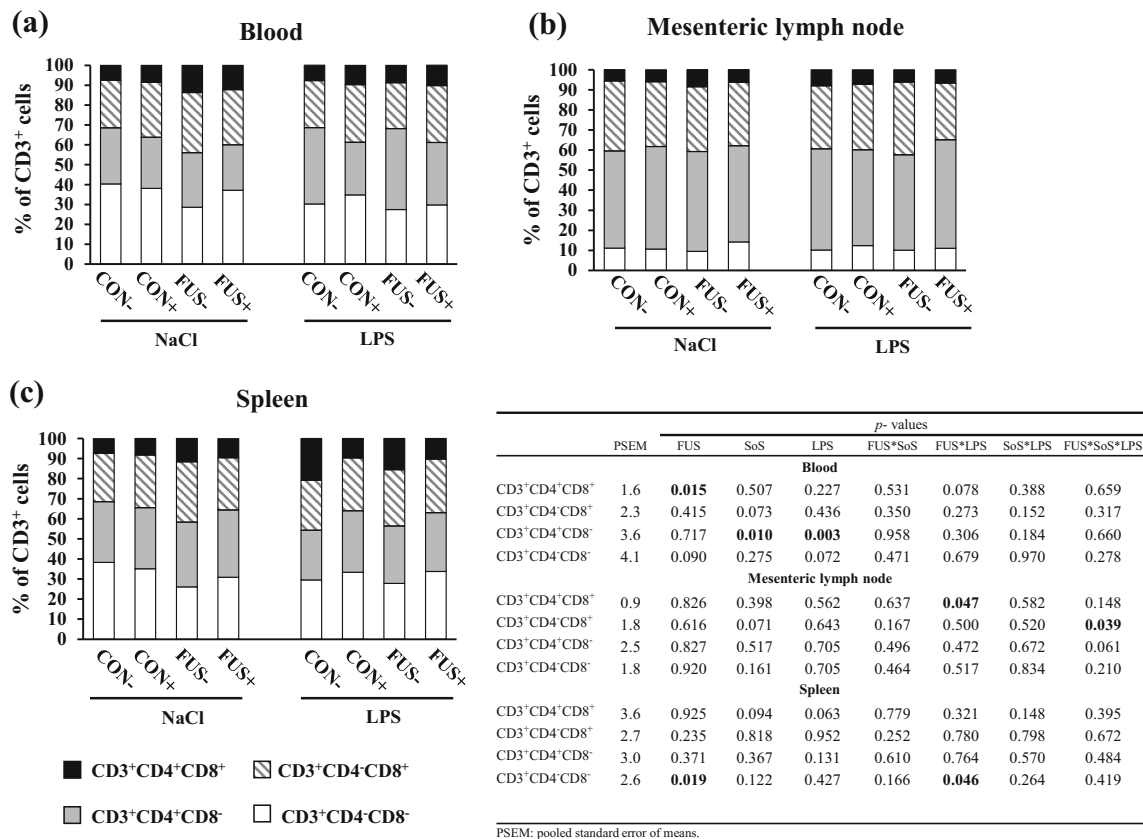 (a)
Blood
% of CD3⁺ cells
100
90
80
70
60
50
40
30
20
10
0
CON- CON+ FUS- FUS+ CON- CON+ FUS- FUS+
NaCl LPS
(b)
Mesenteric lymph node
% of CD3⁺ cells
100
90
80
70
60
50
40
30
20
10
0
CON- CON+ FUS- FUS+ CON- CON+ FUS- FUS+
NaCl LPS
(c)
Spleen
% of CD3⁺ cells
100
90
80
70
60
50
40
30
20
10
0
CON- CON+ FUS- FUS+ CON- CON+ FUS- FUS+
NaCl LPS
CD3⁺CD4⁺CD8⁺ CD3⁺CD4⁻CD8⁺
CD3⁺CD4⁺CD8⁻ CD3⁺CD4⁻CD8⁻
p- values
PSEM FUS SoS LPS FUS*SoS FUS*LPS SoS*LPS FUS*SoS*LPS
Blood
CD3⁺CD4⁺CD8⁺ 1.6 0.015 0.507 0.227 0.531 0.078 0.388 0.659
CD3⁺CD4⁻CD8⁺ 2.3 0.415 0.073 0.436 0.350 0.273 0.152 0.317
CD3⁺CD4⁺CD8⁻ 3.6 0.717 0.010 0.003 0.958 0.306 0.184 0.660
CD3⁺CD4⁻CD8⁻ 4.1 0.090 0.275 0.072 0.471 0.679 0.970 0.278
Mesenteric lymph node
CD3⁺CD4⁺CD8⁺ 0.9 0.826 0.398 0.562 0.637 0.047 0.582 0.148
CD3⁺CD4⁻CD8⁺ 1.8 0.616 0.071 0.643 0.167 0.500 0.520 0.039
CD3⁺CD4⁺CD8⁻ 2.5 0.827 0.517 0.705 0.496 0.472 0.672 0.061
CD3⁺CD4⁻CD8⁻ 1.8 0.920 0.161 0.705 0.464 0.517 0.834 0.210
Spleen
CD3⁺CD4⁺CD8⁺ 3.6 0.925 0.094 0.063 0.779 0.321 0.148 0.395
CD3⁺CD4⁻CD8⁺ 2.7 0.235 0.818 0.952 0.252 0.780 0.798 0.672
CD3⁺CD4⁺CD8⁻ 3.0 0.371 0.367 0.131 0.610 0.764 0.570 0.484
CD3⁺CD4⁻CD8⁻ 2.6 0.019 0.122 0.427 0.166 0.046 0.264 0.419
PSEM: pooled standard error of means.